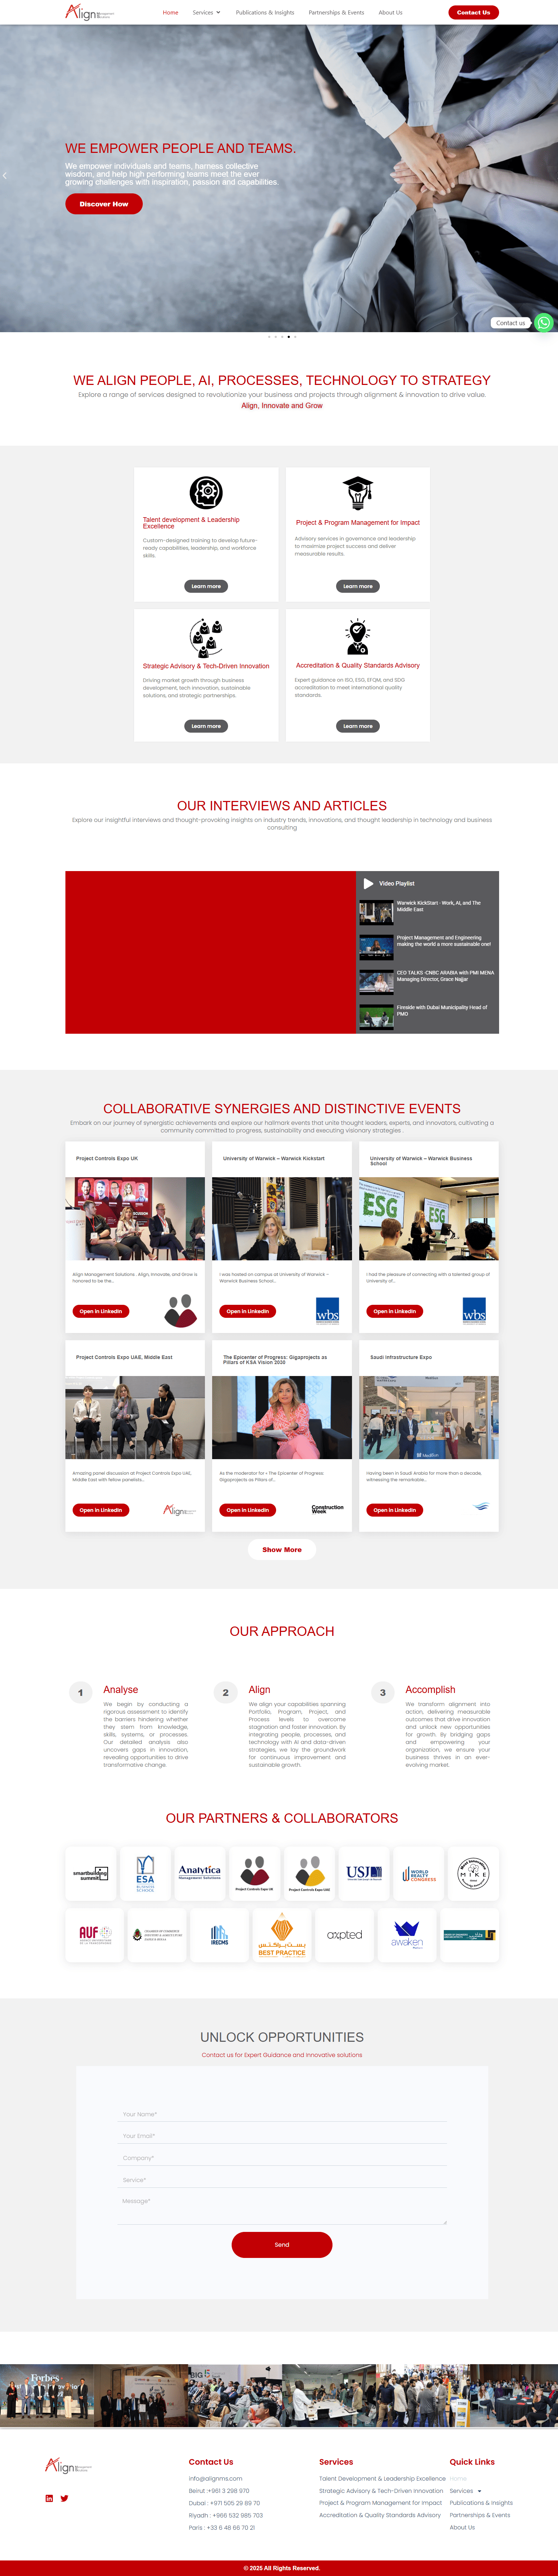 Align
Home
Services
Publications & Insights
Partnerships & Events
About Us
Contact Us
WE EMPOWER PEOPLE AND TEAMS.
We empower individuals and teams, harness collective
wisdom, and help high performing teams meet the ever
growing challenges with inspiration, passion and capabilities.
Discover How
Contact us
WE ALIGN PEOPLE, AI, PROCESSES, TECHNOLOGY TO STRATEGY
Explore a range of services designed to revolutionize your business and projects through alignment & innovation to drive value.
Align, Innovate and Grow
Talent development & Leadership
Excellence
Custom-designed training to develop future-
ready capabilities, leadership, and workforce
skills.
Learn more
Project & Program Management for Impact
Advisory services in governance and leadership
to maximize project success and deliver
measurable results.
Learn more
Strategic Advisory & Tech-Driven Innovation
Driving market growth through business
development, tech innovation, sustainable
solutions, and strategic partnerships.
Learn more
Accreditation & Quality Standards Advisory
Expert guidance on ISO, ESG, EFQM, and SDG
accreditation to meet international quality
standards.
Learn more
OUR INTERVIEWS AND ARTICLES
Explore our insightful interviews and thought-provoking insights on industry trends, innovations, and thought leadership in technology and business
consulting
Video Playlist
Warwick KickStart - Work, AI, and The
Middle East
Project Management and Engineering
making the world a more sustainable one!
CEO TALKS -CNBC ARABIA with PMI MENA
Managing Director, Grace Najjar
Fireside with Dubai Municipality Head of
PMO
COLLABORATIVE SYNERGIES AND DISTINCTIVE EVENTS
Embark on our journey of synergistic achievements and explore our hallmark events that unite thought leaders, experts, and innovators, cultivating a
community committed to progress, sustainability and executing visionary strategies .
Project Controls Expo UK
Align Management Solutions . Align, Innovate, and Grow is
honored to be the...
Open in LinkedIn
University of Warwick – Warwick Kickstart
I was hosted on campus at University of Warwick –
Warwick Business School...
Open in LinkedIn
wbs
University of Warwick – Warwick Business
School
ESG
ESG
I had the pleasure of connecting with a talented group of
University of...
Open in LinkedIn
wbs
Project Controls Expo UAE, Middle East
Amazing panel discussion at Project Controls Expo UAE,
Middle East with fellow panelists...
Open in LinkedIn
Align
The Epicenter of Progress: Gigaprojects as
Pillars of KSA Vision 2030
As the moderator for « The Epicenter of Progress:
Gigaprojects as Pillars of...
Open in LinkedIn
Construction
Week
Saudi Infrastructure Expo
Having been in Saudi Arabia for more than a decade,
witnessing the remarkable...
Open in LinkedIn
Show More
OUR APPROACH
1
Analyse
We begin by conducting a
rigorous assessment to identify
the barriers hindering whether
they stem from knowledge,
skills, systems, or processes.
Our detailed analysis also
uncovers gaps in innovation,
revealing opportunities to drive
transformative change.
2
Align
We align your capabilities spanning
Portfolio, Program, Project, and
Process levels to overcome
stagnation and foster innovation. By
integrating people, processes, and
technology with AI and data-driven
strategies, we lay the groundwork
for continuous improvement and
sustainable growth.
3
Accomplish
We transform alignment into
action, delivering measurable
outcomes that drive innovation
and unlock new opportunities
for growth. By bridging gaps
and empowering your
organization, we ensure your
business thrives in an ever-
evolving market.
OUR PARTNERS & COLLABORATORS
smartbuilding
summit
ESA
BUSINESS
SCHOOL
Analytica
Management Solutions
Project Controls Expo UK
Project Controls Expo UAE
USJ
WORLD
REALTY
CONGRESS
MIKE
AUF
IRECMS
BEST PRACTICE
axpted
awaken
UNLOCK OPPORTUNITIES
Contact us for Expert Guidance and Innovative solutions
Your Name*
Your Email*
Company*
Service*
Message*
Send
Forbes
BIG
Align
Contact Us
info@alignms.com
Beirut :+961 3 298 970
Dubai : +971 505 29 89 70
Riyadh : +966 532 985 703
Paris : +33 6 48 66 70 21
Services
Talent Development & Leadership Excellence
Strategic Advisory & Tech-Driven Innovation
Project & Program Management for Impact
Accreditation & Quality Standards Advisory
Quick Links
Home
Services
Publications & Insights
Partnerships & Events
About Us
© 2025 All Rights Reserved.